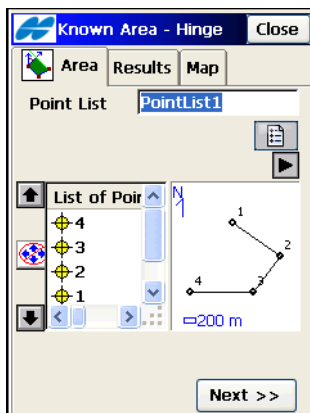 Known Area - Hinge Close
Area Results Map
Point List PointList1
List of Poir
4
3
2
1
N
1
2
3
4
200 m
Next >>